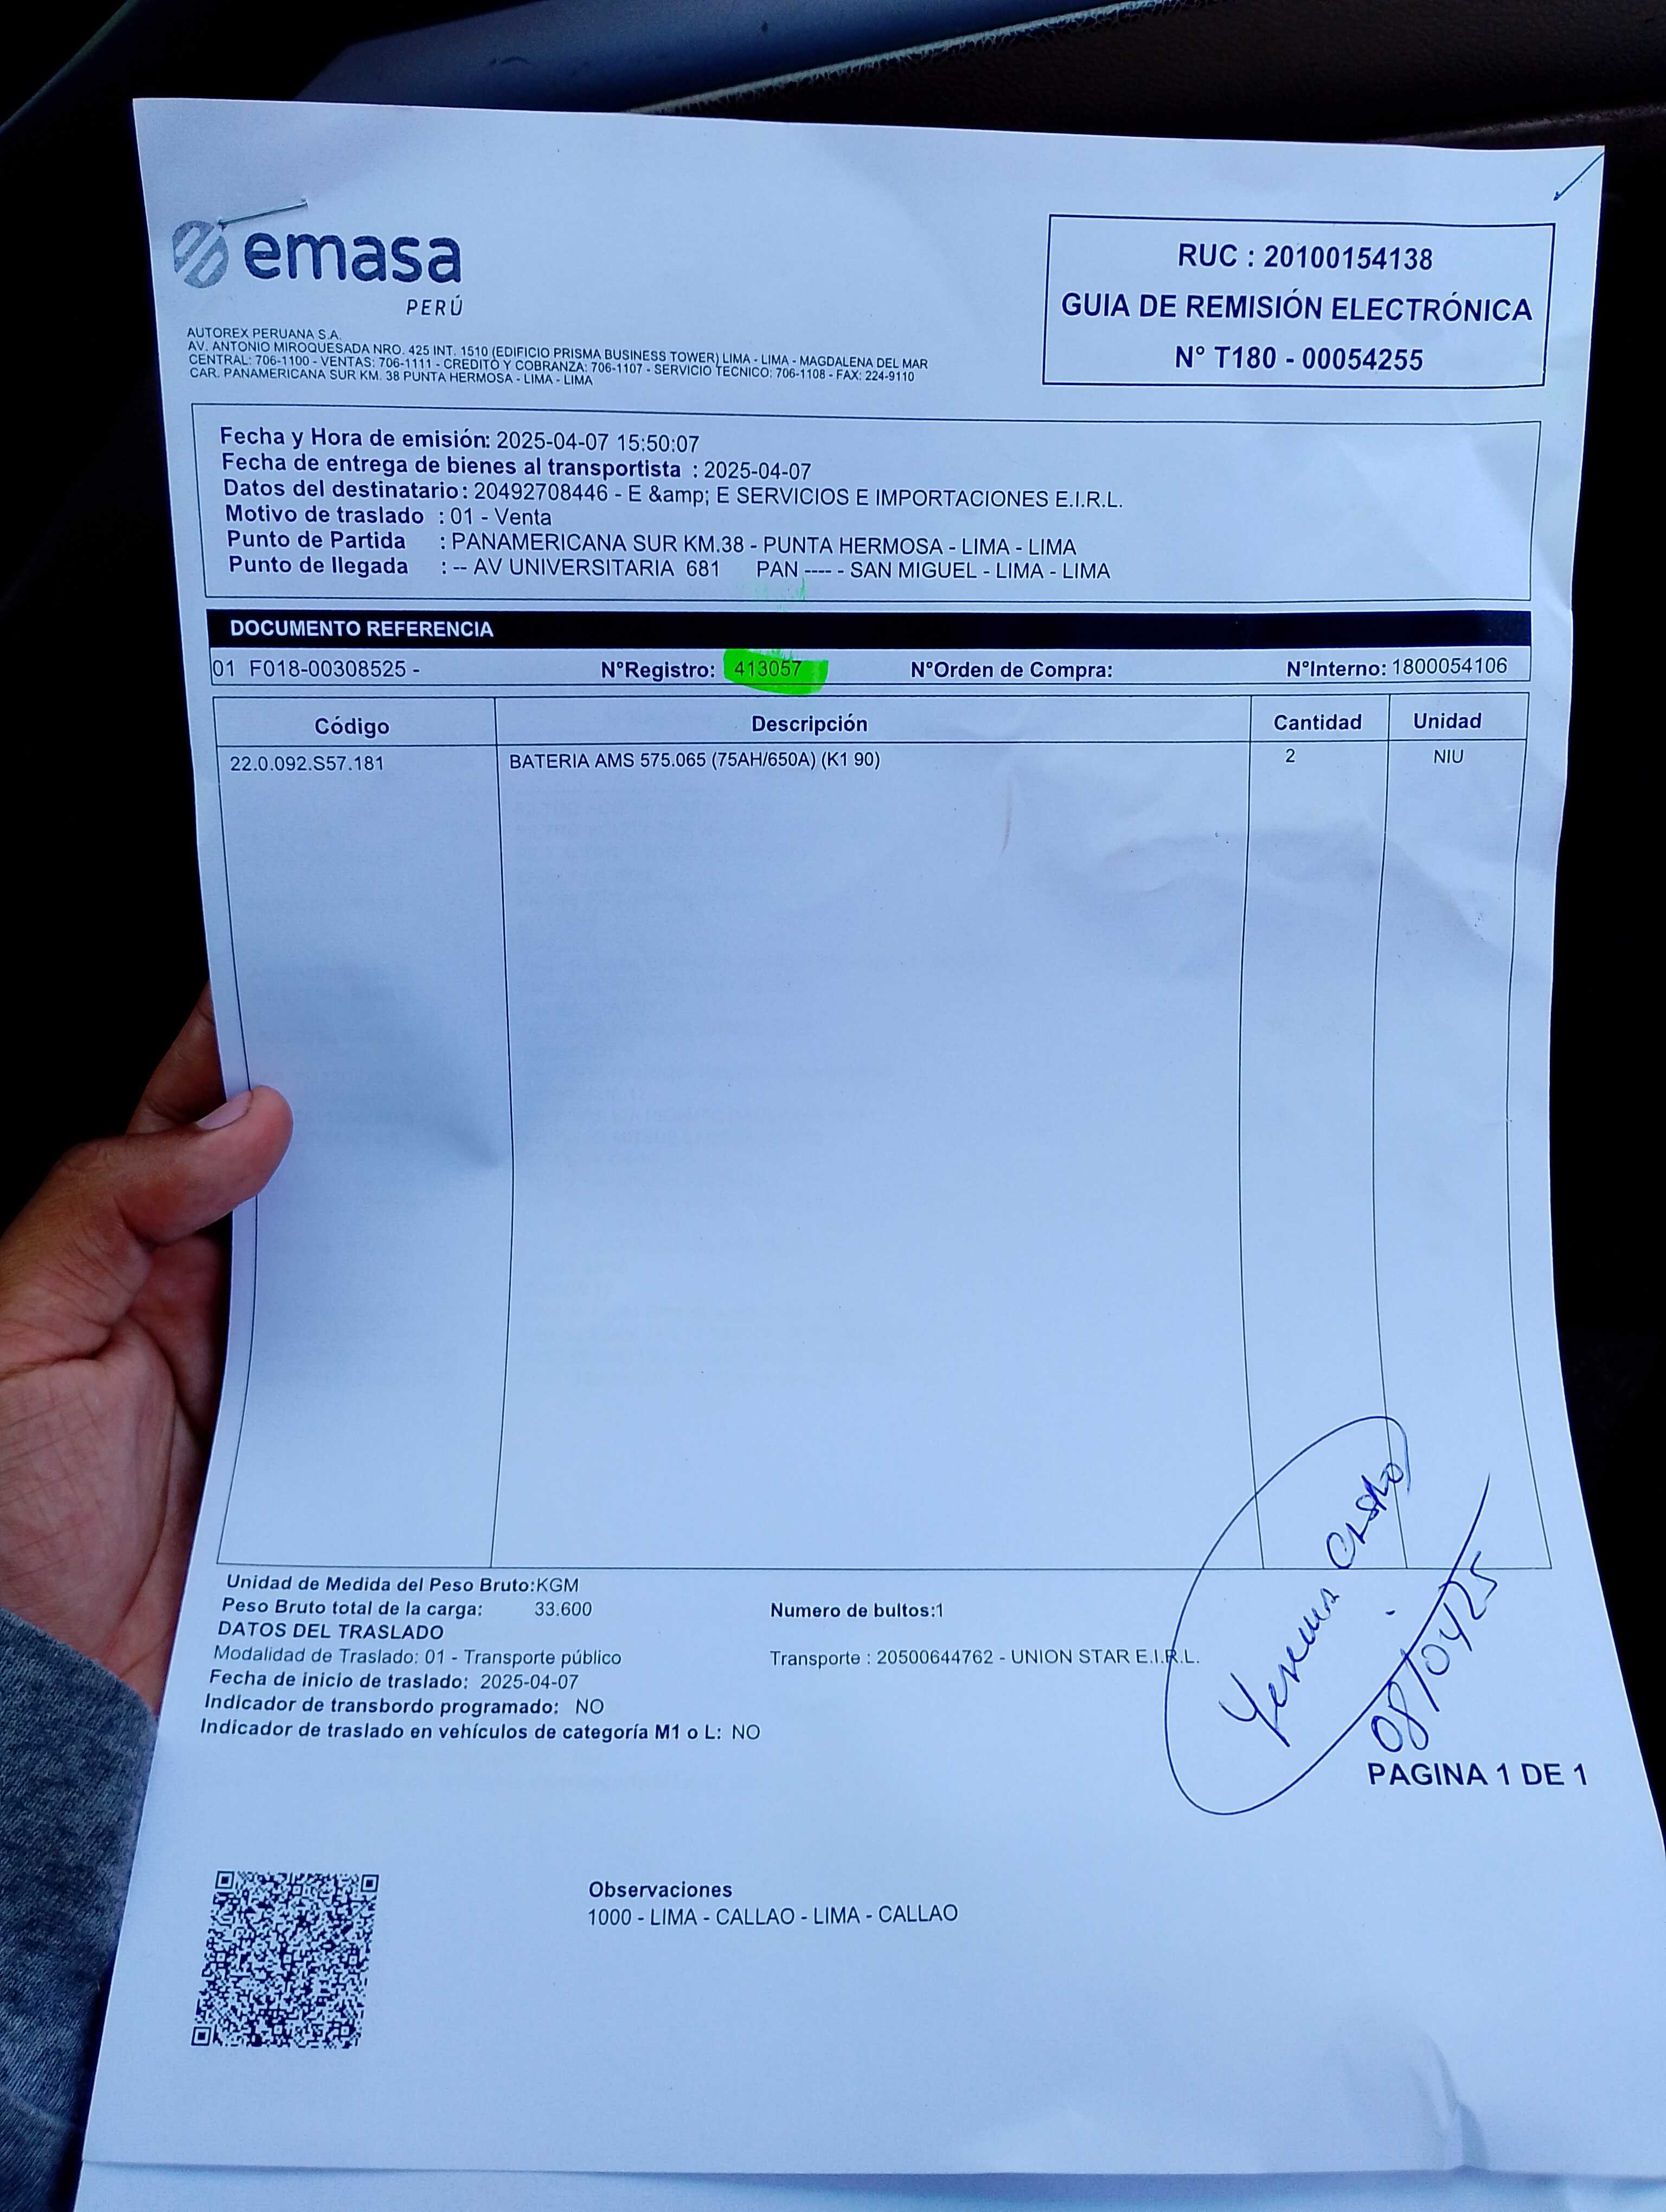 emasa
PERÚ
RUC : 20100154138
GUIA DE REMISIÓN ELECTRÓNICA
N° T180 - 00054255
AUTOREX PERUANA S.A.
AV. ANTONIO MIROQUESADA NRO. 425 INT. 1510 (EDIFICIO PRISMA BUSINESS TOWER) LIMA - LIMA - MAGDALENA DEL MAR
CENTRAL: 706-1100 - VENTAS: 706-1111 - CREDITO Y COBRANZA: 706-1107 - SERVICIO TECNICO: 706-1108 - FAX: 224-9110
CAR. PANAMERICANA SUR KM. 38 PUNTA HERMOSA - LIMA - LIMA
Fecha y Hora de emisión: 2025-04-07 15:50:07
Fecha de entrega de bienes al transportista : 2025-04-07
Datos del destinatario: 20492708446 - E &amp; E SERVICIOS E IMPORTACIONES E.I.R.L.
Motivo de traslado : 01 - Venta
Punto de Partida : PANAMERICANA SUR KM.38 - PUNTA HERMOSA - LIMA - LIMA
Punto de llegada : -- AV UNIVERSITARIA 681 PAN ---- - SAN MIGUEL - LIMA - LIMA
DOCUMENTO REFERENCIA
01 F018-00308525 - N°Registro: 413057 N°Orden de Compra: N°Interno: 1800054106
Código Descripción Cantidad Unidad
22.0.092.S57.181 BATERIA AMS 575.065 (75AH/650A) (K1 90) 2 NIU
Unidad de Medida del Peso Bruto:KGM
Peso Bruto total de la carga: 33.600 Numero de bultos:1
DATOS DEL TRASLADO
Modalidad de Traslado: 01 - Transporte público Transporte : 20500644762 - UNION STAR E.I.R.L.
Fecha de inicio de traslado: 2025-04-07
Indicador de transbordo programado: NO
Indicador de traslado en vehículos de categoría M1 o L: NO
Castro
08/04/25
PAGINA 1 DE 1
Observaciones
1000 - LIMA - CALLAO - LIMA - CALLAO